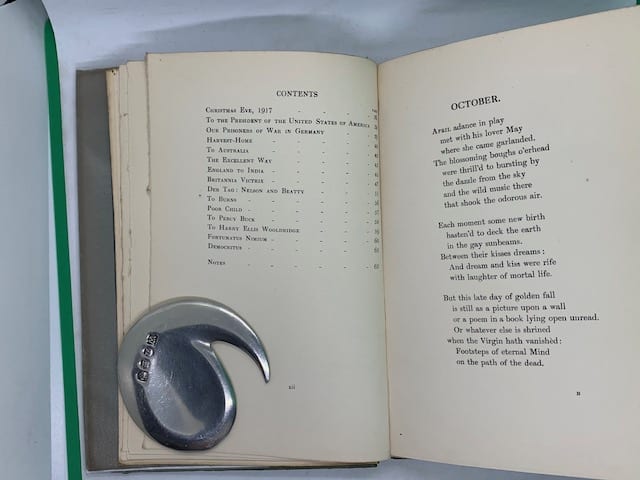 CONTENTS
CHRISTMAS EVE, 1917
TO THE PRESIDENT OF THE UNITED STATES OF AMERICA
OUR PRISONERS OF WAR IN GERMANY
HARVEST-HOME
TO AUSTRALIA
THE EXCELLENT WAY
ENGLAND TO INDIA
BRITANNIA VICTRIX
DER TAG: NELSON AND BEATTY
TO BURNS
POOR CHILD
TO PERCY BUCK
TO HARRY ELLIS WOOLDRIDGE
FORTUNATUS NIMIUM
DEMOCRITUS
NOTES
xii
OCTOBER.
APRIL adance in play
met with his lover May
where she came garlanded.
The blossoming boughs o'erhead
were thrill'd to bursting by
the dazzle from the sky
and the wild music there
that shook the odorous air.
Each moment some new birth
hasten'd to deck the earth
in the gay sunbeams.
Between their kisses dreams:
And dream and kiss were rife
with laughter of mortal life.
But this late day of golden fall
is still as a picture upon a wall
or a poem in a book lying open unread.
Or whatever else is shrined
when the Virgin hath vanished:
Footsteps of eternal Mind
on the path of the dead.
B